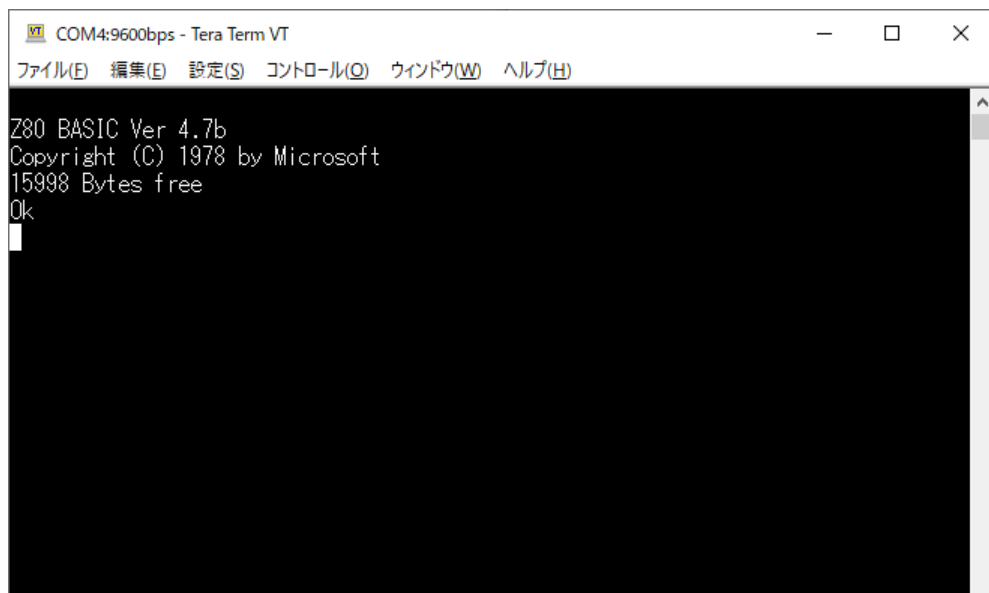 VT COM4:9600bps - Tera Term VT
ファイル(F) 編集(E) 設定(S) コントロール(O) ウィンドウ(W) ヘルプ(H)
Z80 BASIC Ver 4.7b
Copyright (C) 1978 by Microsoft
15998 Bytes free
Ok